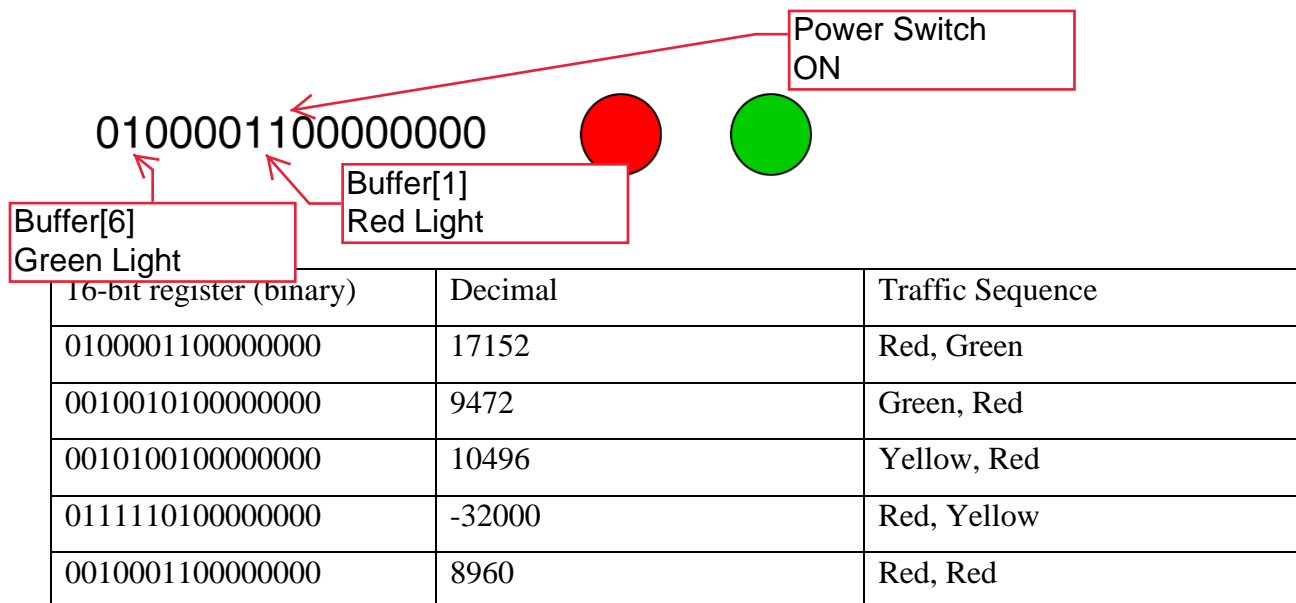 Power Switch
ON
0100001100000000
Buffer[1]
Red Light
Buffer[6]
Green Light
16-bit register (binary) Decimal Traffic Sequence
0100001100000000 17152 Red, Green
0010010100000000 9472 Green, Red
0010100100000000 10496 Yellow, Red
0111110100000000 -32000 Red, Yellow
0010001100000000 8960 Red, Red